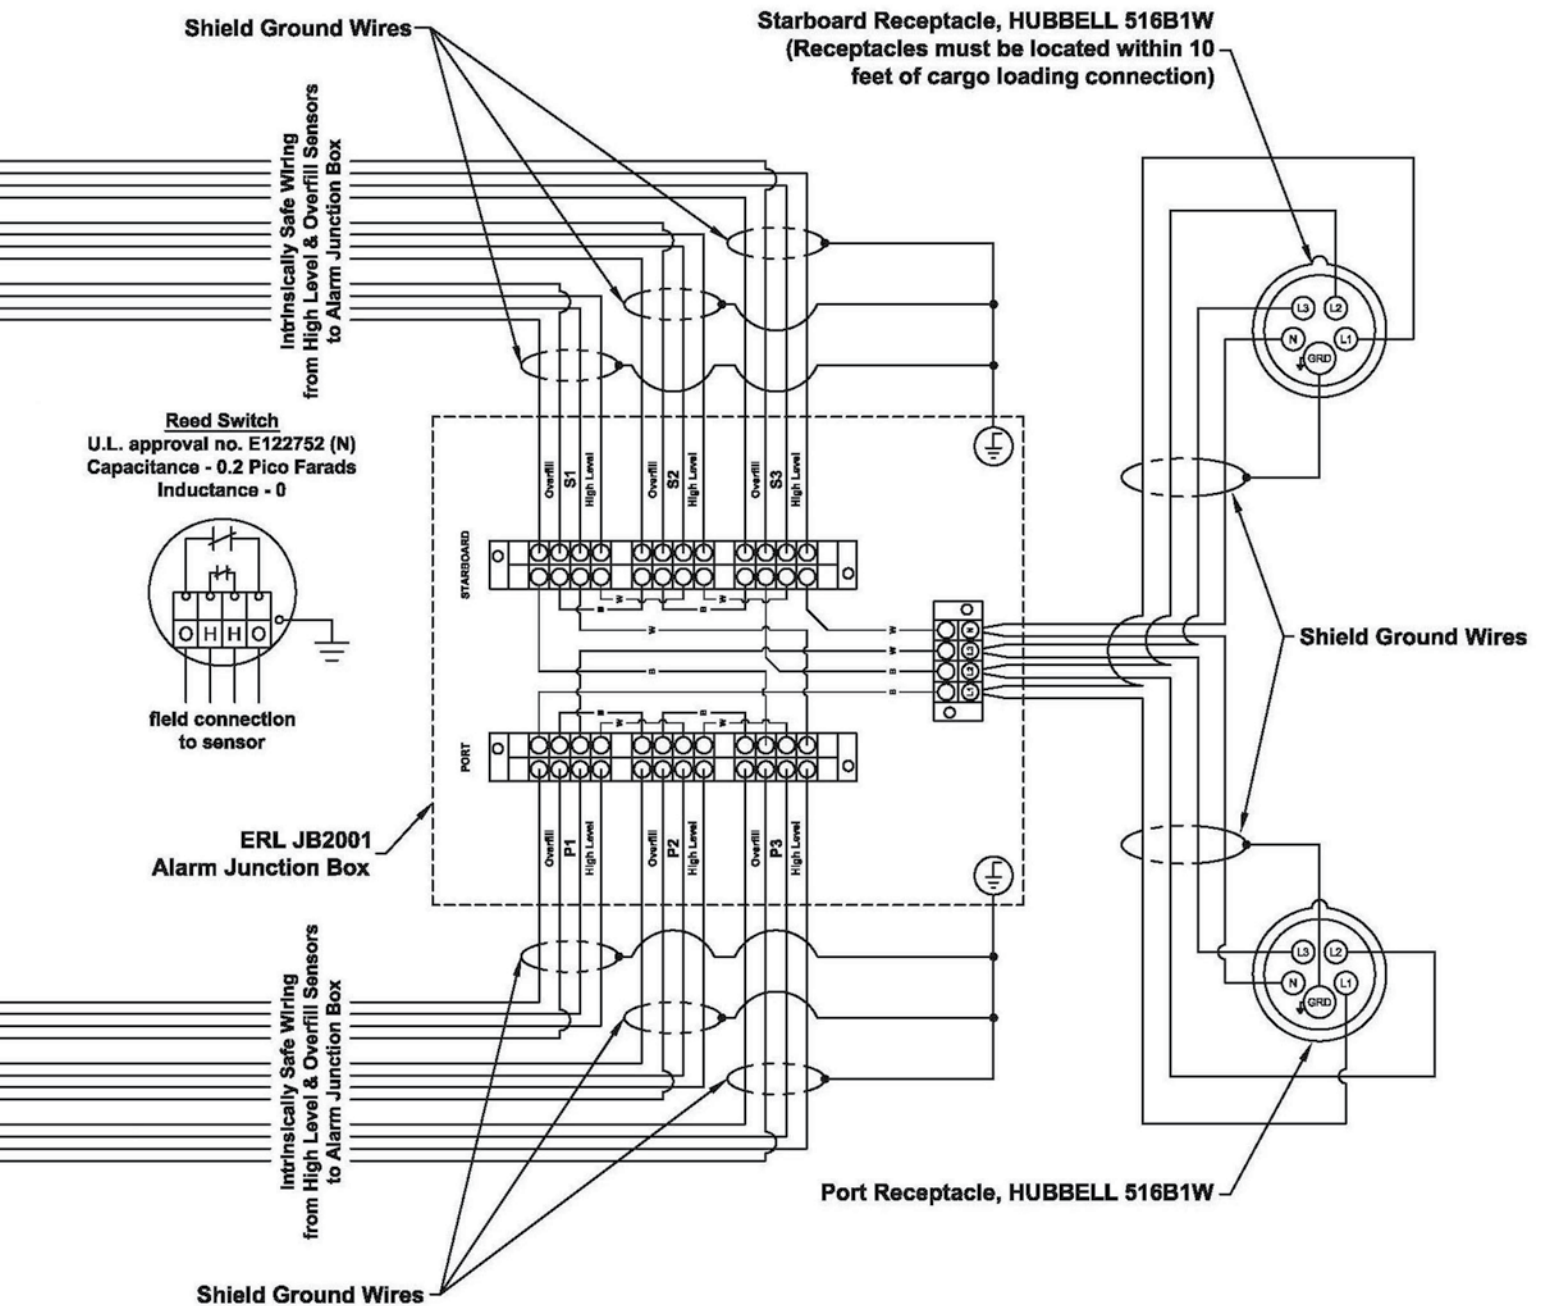 Shield Ground Wires
Starboard Receptacle, HUBBELL 516B1W
(Receptacles must be located within 10
feet of cargo loading connection)
Intrinsically Safe Wiring
from High Level & Overfill Sensors
to Alarm Junction Box
L3
L2
N
L1
GRD
Reed Switch
U.L. approval no. E122752 (N)
Capacitance - 0.2 Pico Farads
Inductance - 0
Overfill
S1
High Level
Overfill
S2
High Level
Overfill
S3
High Level
STARBOARD
W
W
B
B
O H H O
W
W
N
W
L3
Shield Ground Wires
B
B
L2
B
L1
field connection
to sensor
B
B
W
W
PORT
ERL JB2001
Alarm Junction Box
Overfill
P1
High Level
Overfill
P2
High Level
Overfill
P3
High Level
L3
L2
N
L1
GRD
Intrinsically Safe Wiring
from High Level & Overfill Sensors
to Alarm Junction Box
Port Receptacle, HUBBELL 516B1W
Shield Ground Wires